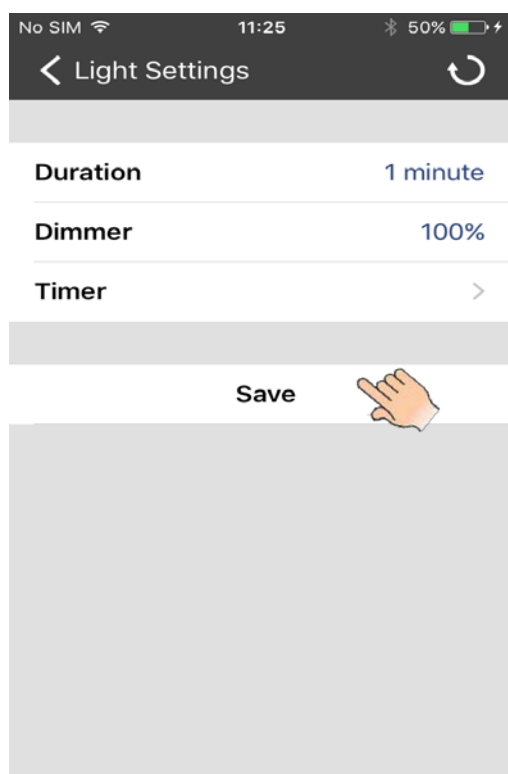 No SIM 11:25 50%
Light Settings
Duration 1 minute
Dimmer 100%
Timer
Save